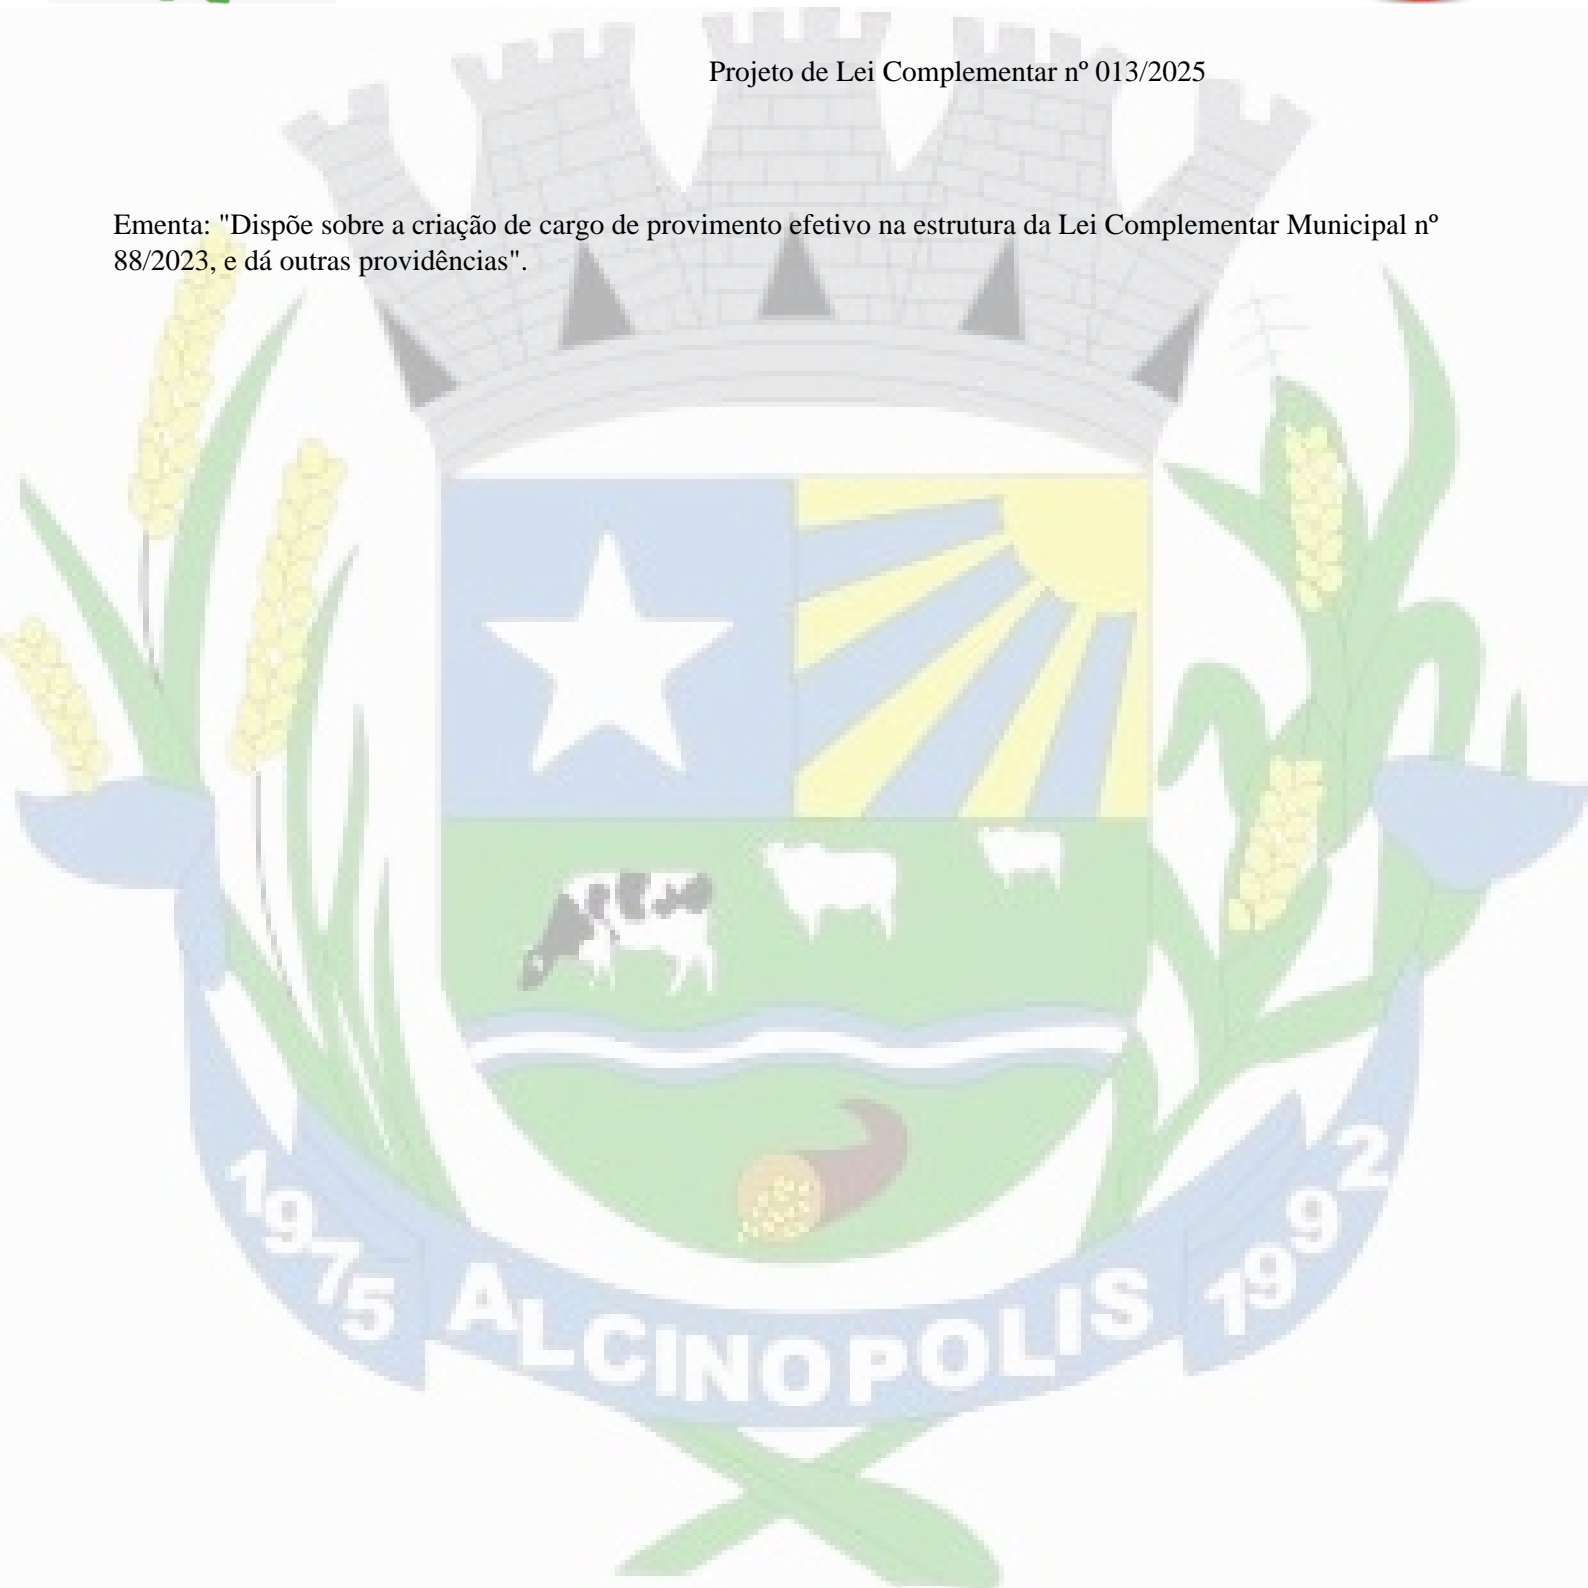 Projeto de Lei Complementar nº 013/2025
Ementa: "Dispõe sobre a criação de cargo de provimento efetivo na estrutura da Lei Complementar Municipal nº
88/2023, e dá outras providências".
1975 ALCINOPOLIS 1992